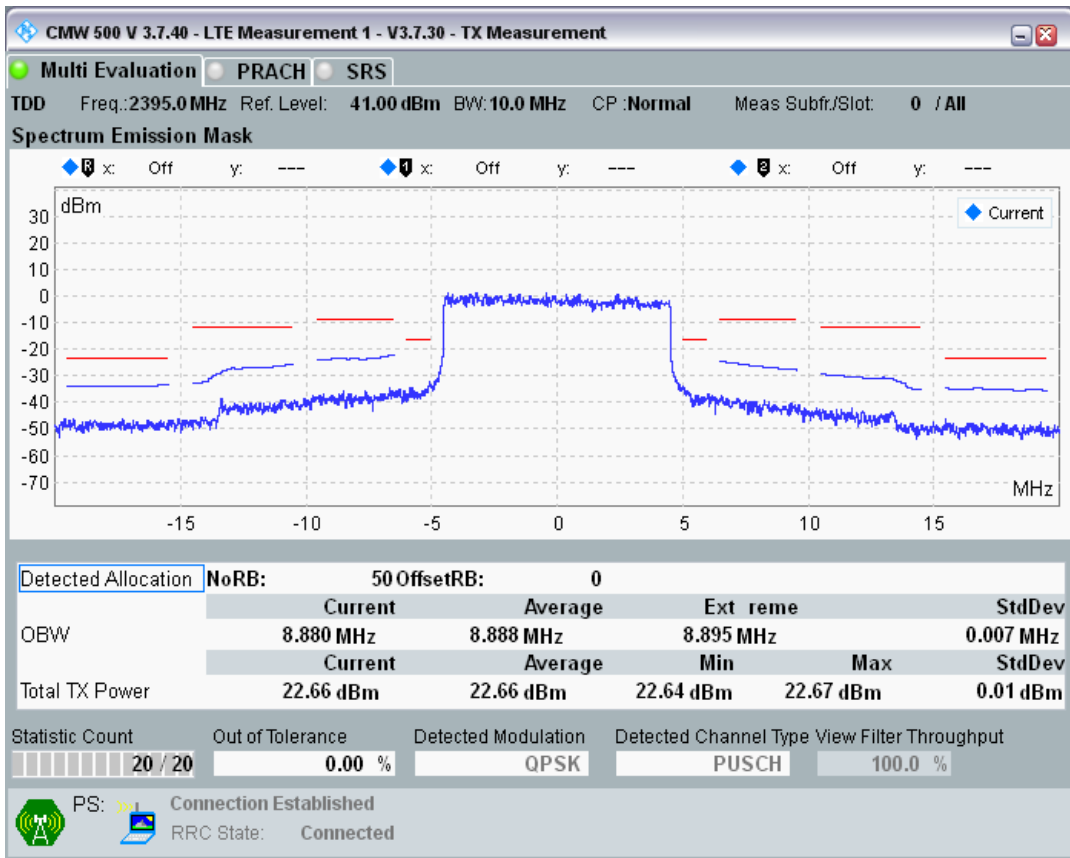 CMW 500 V 3.7.40 - LTE Measurement 1 - V3.7.30 - TX Measurement
Multi Evaluation PRACH SRS
TDD Freq.:2395.0 MHz Ref. Level: 41.00 dBm BW:10.0 MHz CP :Normal Meas Subfr./Slot: 0 / All
Spectrum Emission Mask
R x: Off y: --- 1 x: Off y: --- 2 x: Off y: ---
dBm
Current
30
20
10
0
-10
-20
-30
-40
-50
-60
-70
MHz
-15 -10 -5 0 5 10 15
Detected Allocation NoRB: 50 OffsetRB: 0
Current Average Ext reme StdDev
OBW 8.880 MHz 8.888 MHz 8.895 MHz 0.007 MHz
Current Average Min Max StdDev
Total TX Power 22.66 dBm 22.66 dBm 22.64 dBm 22.67 dBm 0.01 dBm
Statistic Count Out of Tolerance Detected Modulation Detected Channel Type View Filter Throughput
20 / 20 0.00 % QPSK PUSCH 100.0 %
PS: Connection Established
RRC State: Connected